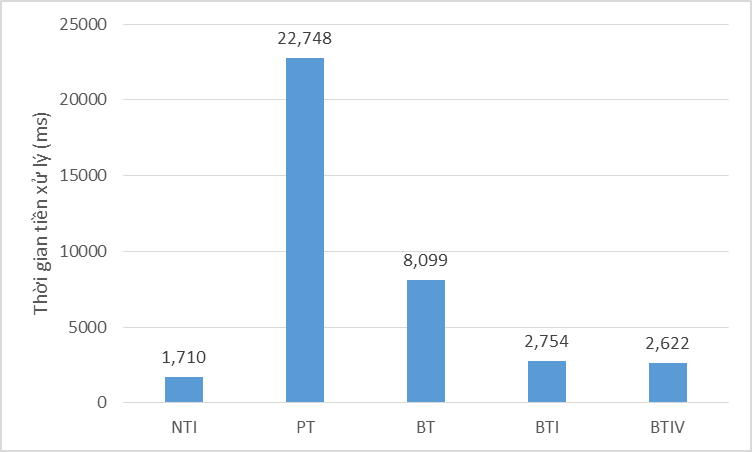 Thời gian tiền xử lý (ms)
25000
20000
15000
10000
5000
0
1,710
22,748
8,099
2,754
2,622
NTI
PT
BT
BTI
BTIV